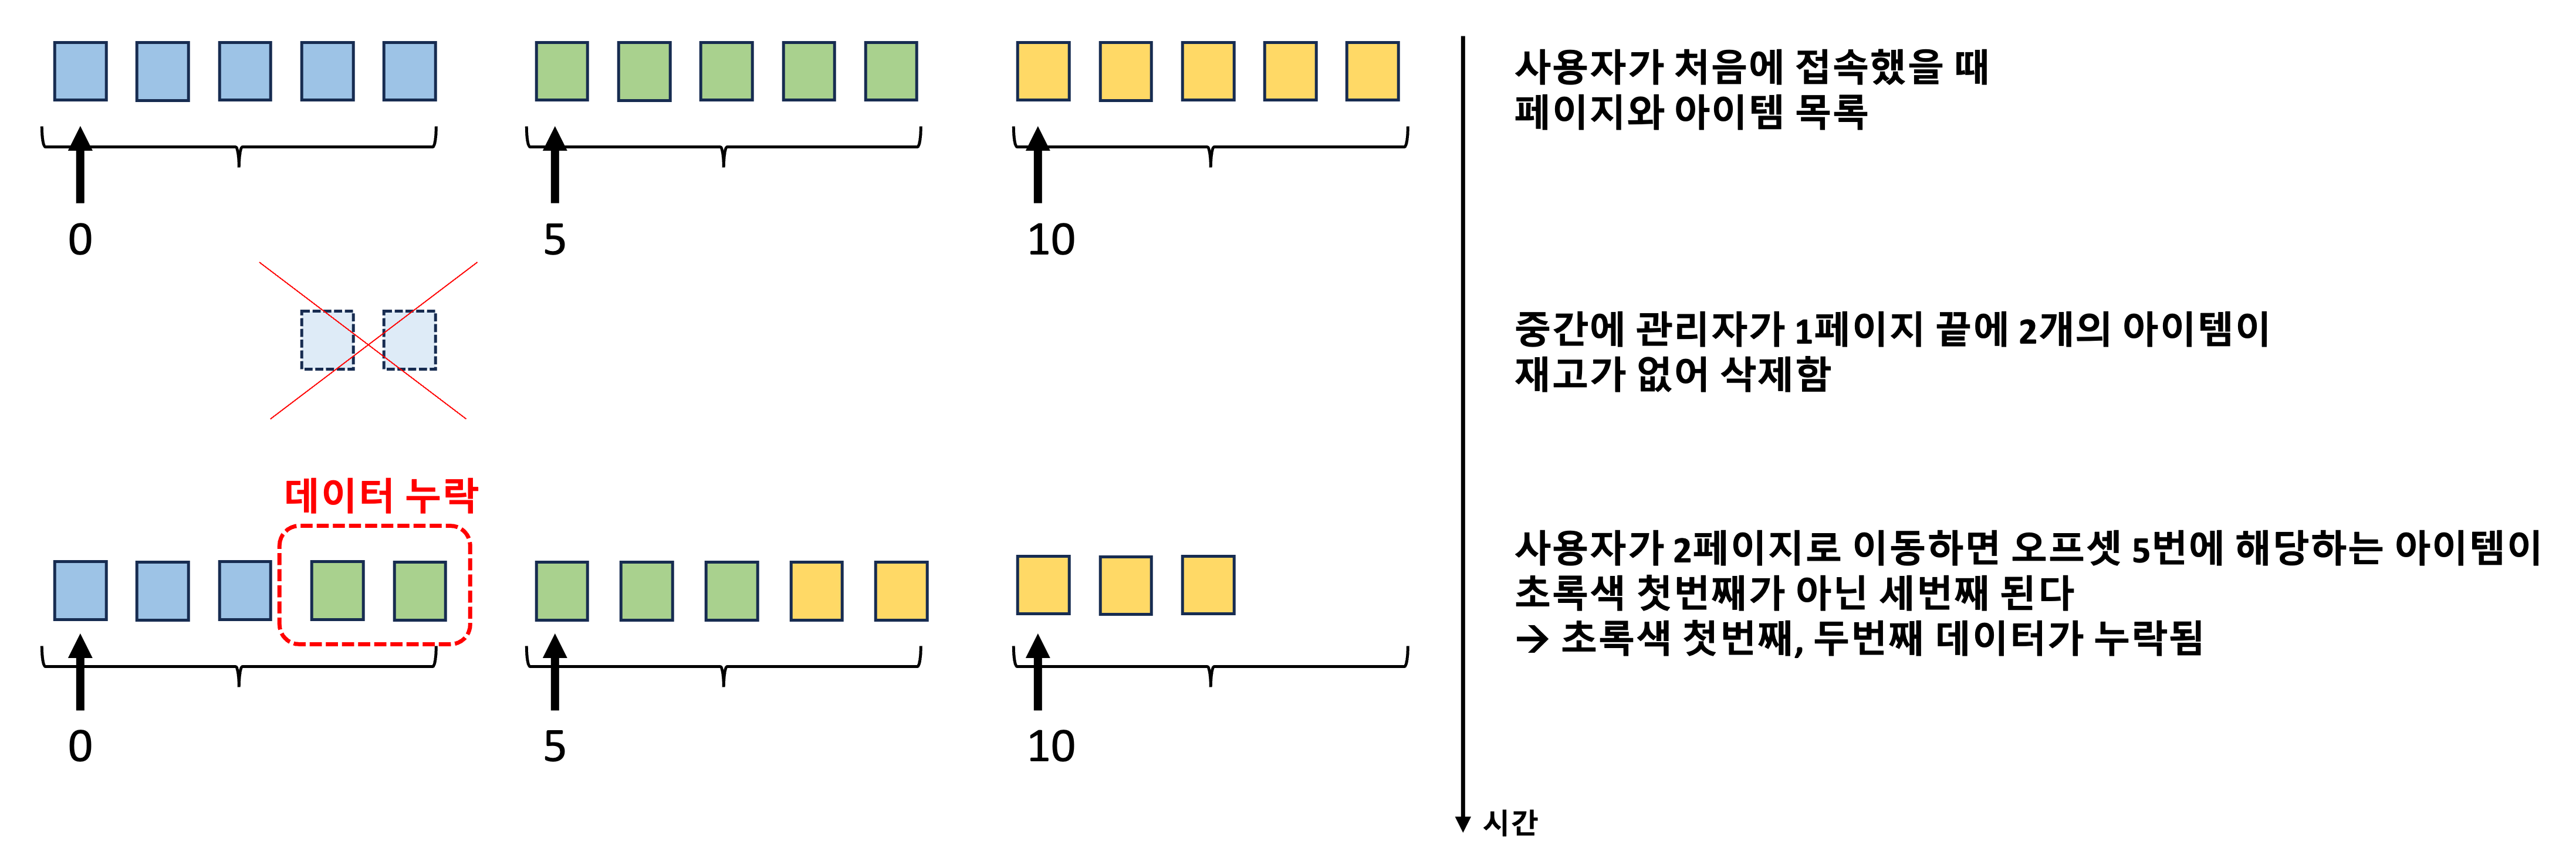 사용자가 처음에 접속했을 때
페이지와 아이템 목록
0
5
10
중간에 관리자가 1페이지 끝에 2개의 아이템이
재고가 없어 삭제함
데이터 누락
사용자가 2페이지로 이동하면 오프셋 5번에 해당하는 아이템이
초록색 첫번째가 아닌 세번째 된다
→ 초록색 첫번째, 두번째 데이터가 누락됨
0
5
10
시간